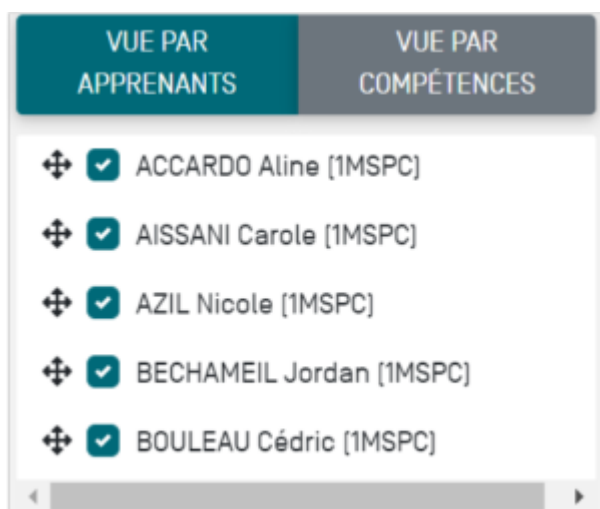 VUE PAR
APPRENANTS
VUE PAR
COMPÉTENCES
ACCARDO Aline (1MSPC)
AISSANI Carole (1MSPC)
AZIL Nicole (1MSPC)
BECHAMEIL Jordan (1MSPC)
BOULEAU Cédric (1MSPC)